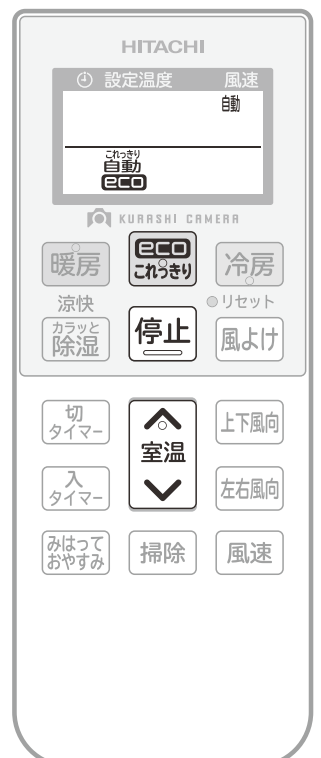 HITACHI
設定温度 風速
自動
これっきり
自動
eco
KURASHI CAMERA
暖房
eco
これっきり
冷房
涼快
リセット
カラッと
除湿
停止
風よけ
切
タイマー
室温
上下風向
入
タイマー
左右風向
みはって
おやすみ
掃除
風速